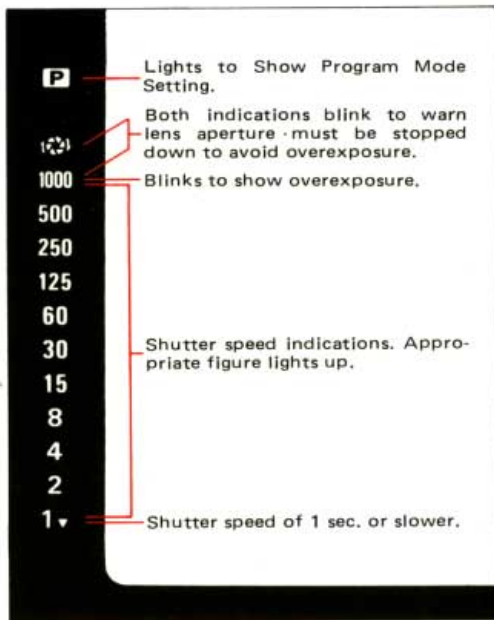 P
Lights to Show Program Mode
Setting.
Both indications blink to warn
lens aperture · must be stopped
down to avoid overexposure.
1000
Blinks to show overexposure.
500
250
125
60
30
Shutter speed indications. Appro-
priate figure lights up.
15
8
4
2
1▾
Shutter speed of 1 sec. or slower.